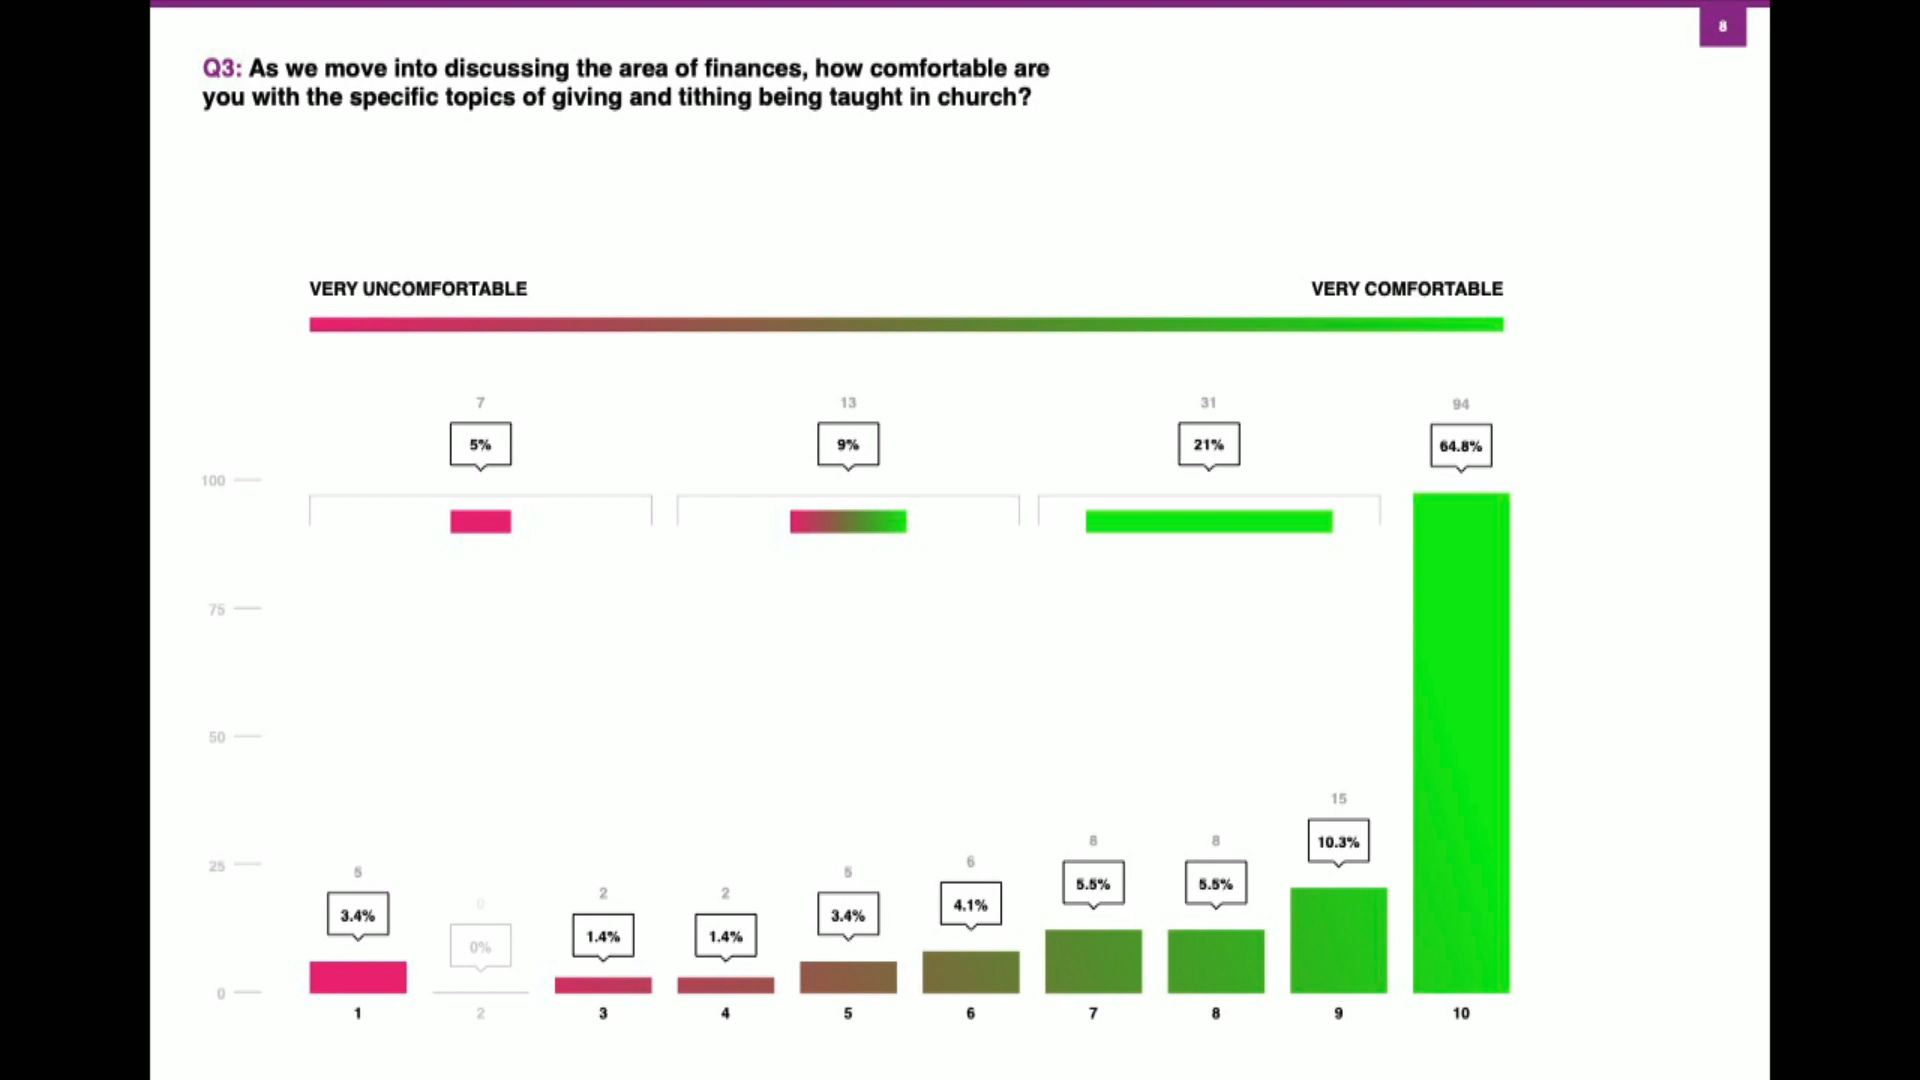 8
Q3: As we move into discussing the area of finances, how comfortable are
you with the specific topics of giving and tithing being taught in church?
VERY UNCOMFORTABLE VERY COMFORTABLE
7 13 31 94
5% 9% 21% 64.8%
100
75
50
15
10.3%
25
5 0 2 2 5 6 8 8
3.4% 0% 1.4% 1.4% 3.4% 4.1% 5.5% 5.5%
0
1 2 3 4 5 6 7 8 9 10